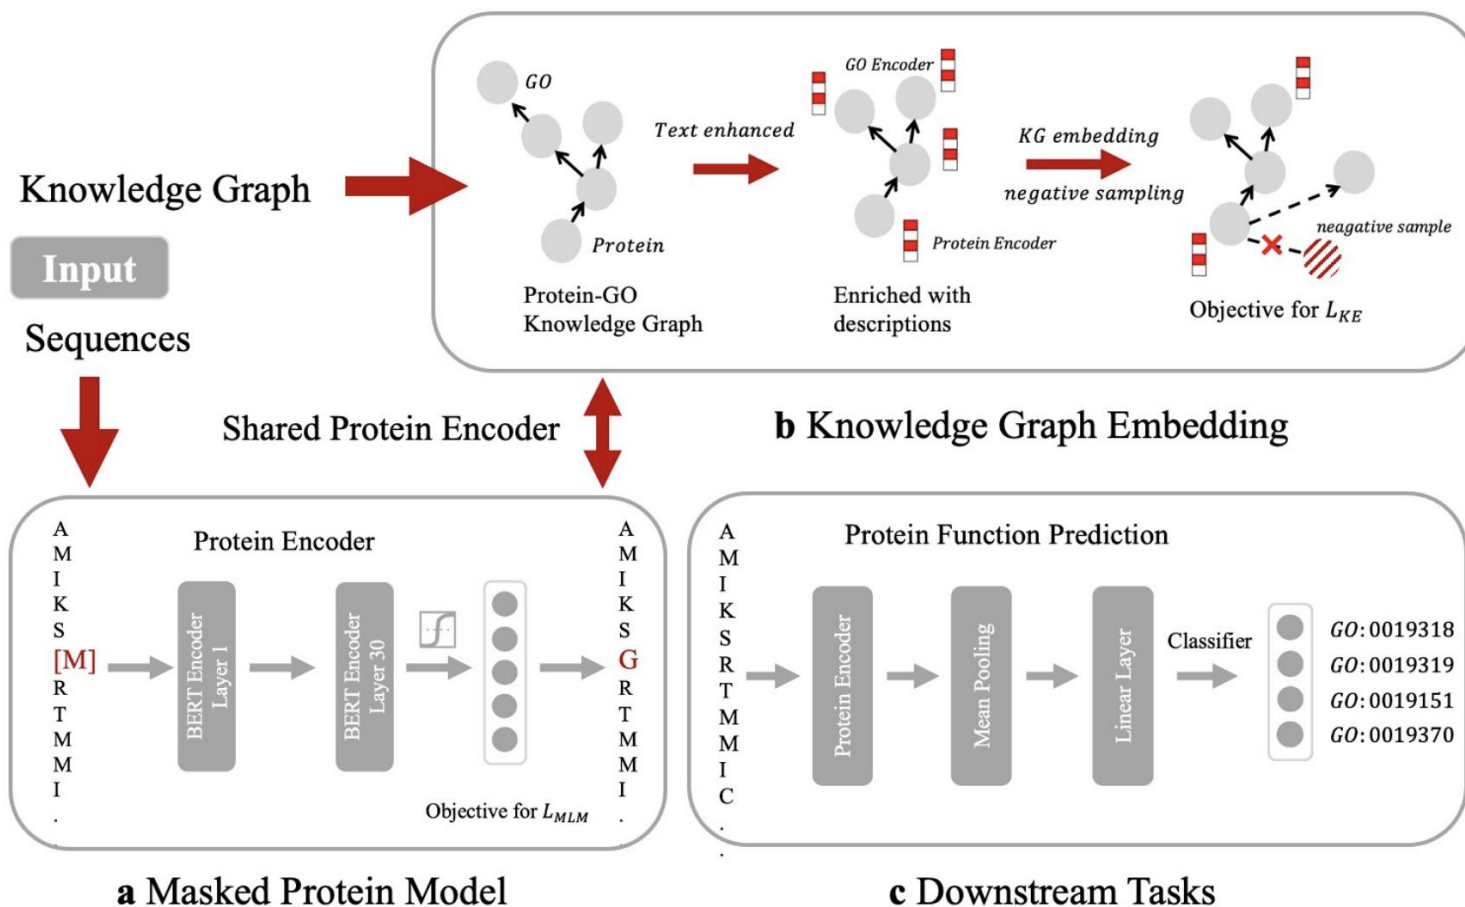 GO
Protein
Protein-GO
Knowledge Graph
Text enhanced
GO Encoder
Protein Encoder
Enriched with
descriptions
KG embedding
negative sampling
neagative sample
Objective for L_KE
Knowledge Graph
Input
Sequences
Shared Protein Encoder
b Knowledge Graph Embedding
A
M
I
K
S
[M]
R
T
M
M
I
.
.
Protein Encoder
BERT Encoder
Layer 1
BERT Encoder
Layer 30
Objective for L_MLM
A
M
I
K
S
G
R
T
M
M
I
.
.
a Masked Protein Model
A
M
I
K
S
R
T
M
M
I
C
.
.
Protein Function Prediction
Protein Encoder
Mean Pooling
Linear Layer
Classifier
GO:0019318
GO:0019319
GO:0019151
GO:0019370
c Downstream Tasks